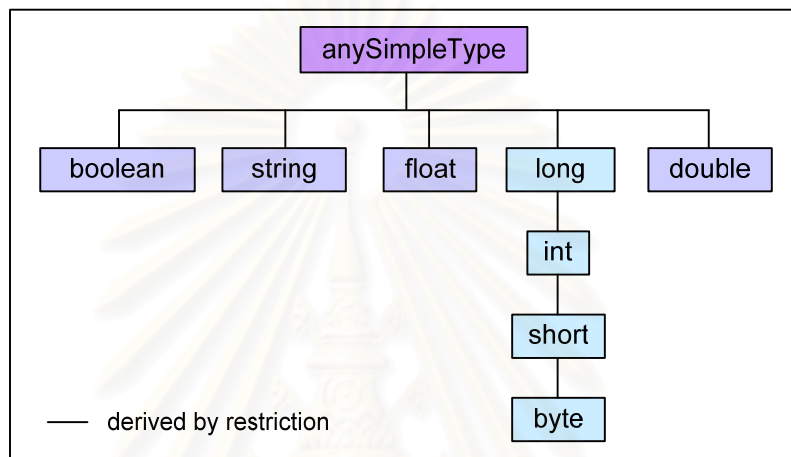 anySimpleType
boolean
string
float
long
double
int
short
byte
derived by restriction